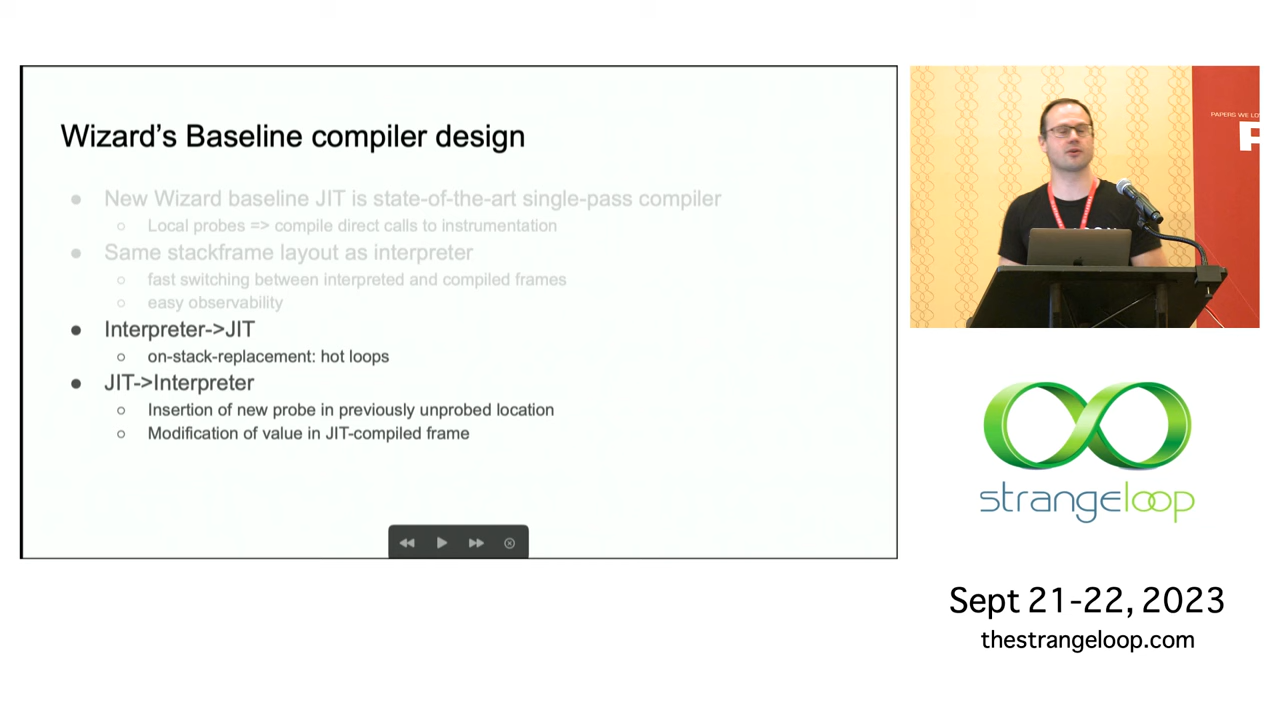 Wizard's Baseline compiler design
New Wizard baseline JIT is state-of-the-art single-pass compiler
Local probes => compile direct calls to instrumentation
Same stackframe layout as interpreter
fast switching between interpreted and compiled frames
easy observability
Interpreter->JIT
on-stack-replacement: hot loops
JIT->Interpreter
Insertion of new probe in previously unprobed location
Modification of value in JIT-compiled frame
PAPERS WE LO
P
strangeloop
Sept 21-22, 2023
thestrangeloop.com